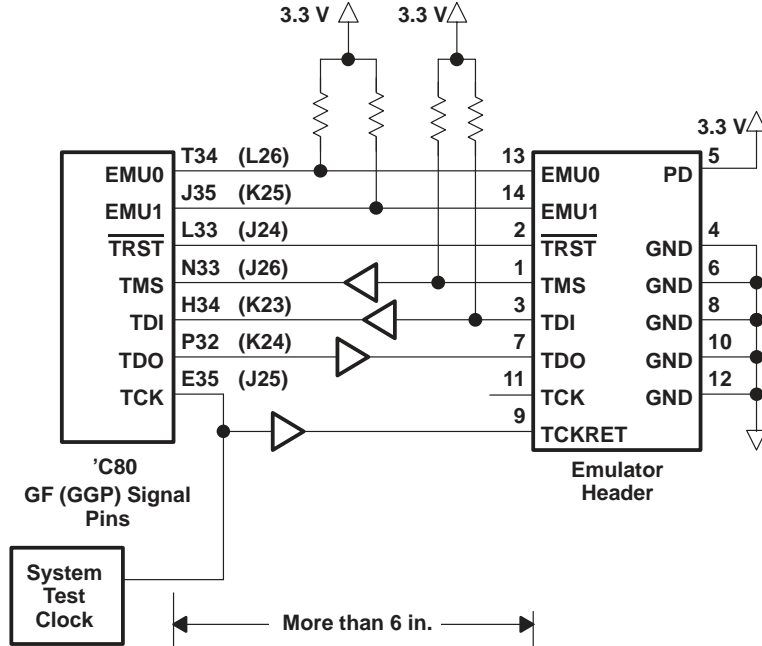 3.3 V
3.3 V
3.3 V
T34 (L26)
13
5
EMU0
EMU0
PD
J35 (K25)
14
EMU1
EMU1
L33 (J24)
2
4
TRST
TRST
GND
N33 (J26)
1
6
TMS
TMS
GND
H34 (K23)
3
8
TDI
TDI
GND
P32 (K24)
7
10
TDO
TDO
GND
E35 (J25)
11
12
TCK
TCK
GND
9
TCKRET
’C80
GF (GGP) Signal
Pins
Emulator
Header
System
Test
Clock
More than 6 in.